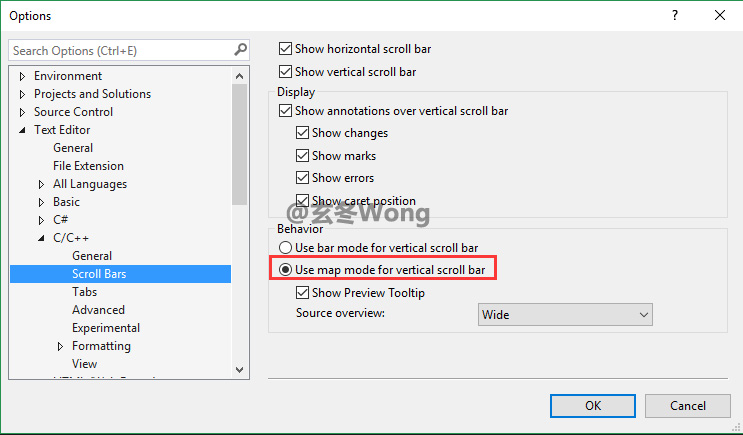 Options
Search Options (Ctrl+E)
Environment
Projects and Solutions
Source Control
Text Editor
General
File Extension
All Languages
Basic
C#
C/C++
General
Scroll Bars
Tabs
Advanced
Experimental
Formatting
View
Show horizontal scroll bar
Show vertical scroll bar
Display
Show annotations over vertical scroll bar
Show changes
Show marks
Show errors
Show caret position
@玄冬Wong
Behavior
Use bar mode for vertical scroll bar
Use map mode for vertical scroll bar
Show Preview Tooltip
Source overview:
Wide
OK
Cancel